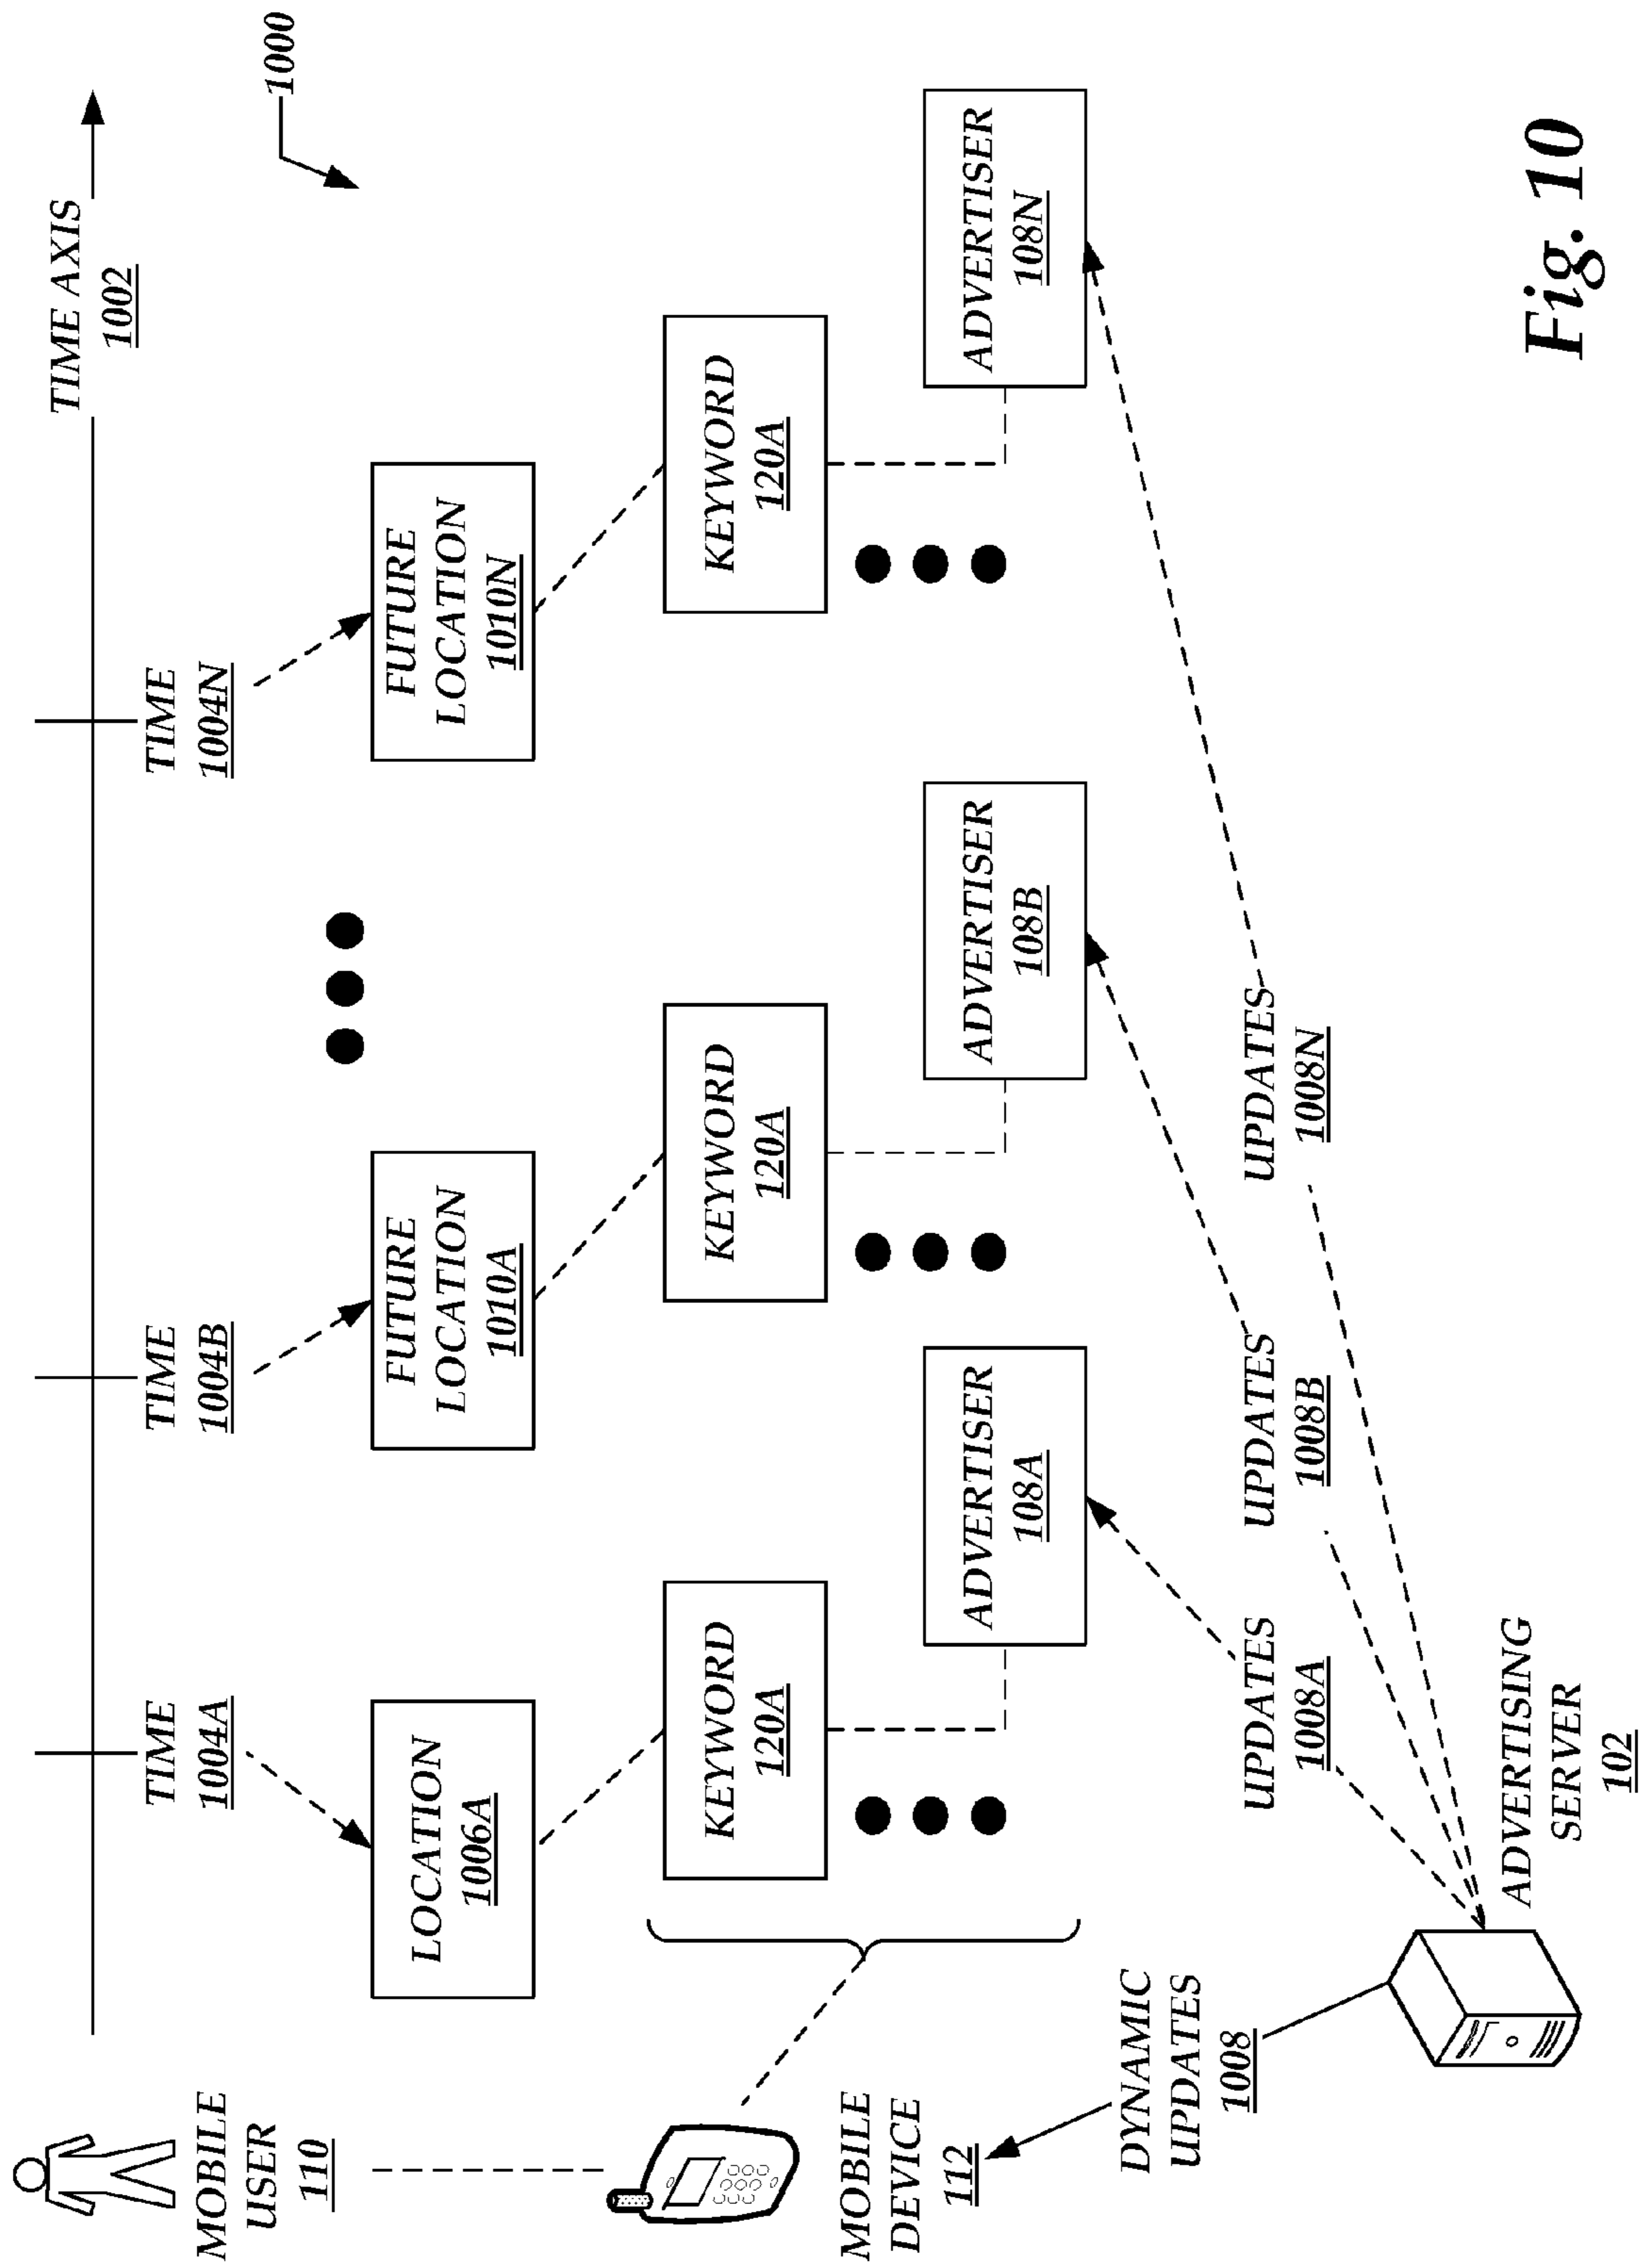 TIME AXIS
1002
1000
MOBILE
USER
110
TIME
1004A
TIME
1004B
TIME
1004N
LOCATION
1006A
FUTURE
LOCATION
1010A
FUTURE
LOCATION
1010N
MOBILE
DEVICE
112
KEYWORD
120A
KEYWORD
120A
KEYWORD
120A
ADVERTISER
108A
ADVERTISER
108B
ADVERTISER
108N
DYNAMIC
UPDATES
1008
UPDATES
1008A
UPDATES
1008B
UPDATES
1008N
ADVERTISING
SERVER
102
Fig. 10